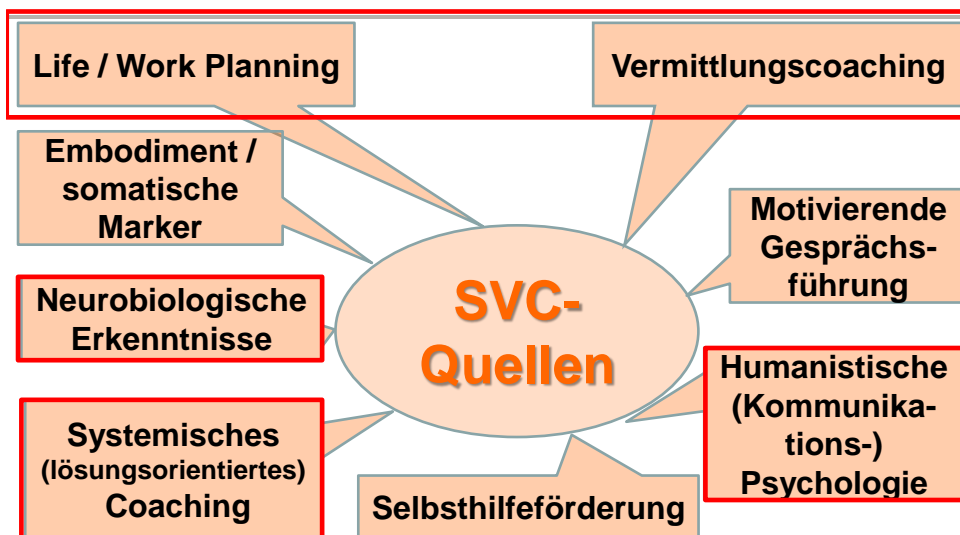 Life / Work Planning
Vermittlungscoaching
Embodiment /
somatische
Marker
Motivierende
Gesprächs-
führung
Neurobiologische
Erkenntnisse
SVC-
Quellen
Humanistische
(Kommunika-
tions-)
Psychologie
Systemisches
(lösungsorientiertes)
Coaching
Selbsthilfeförderung